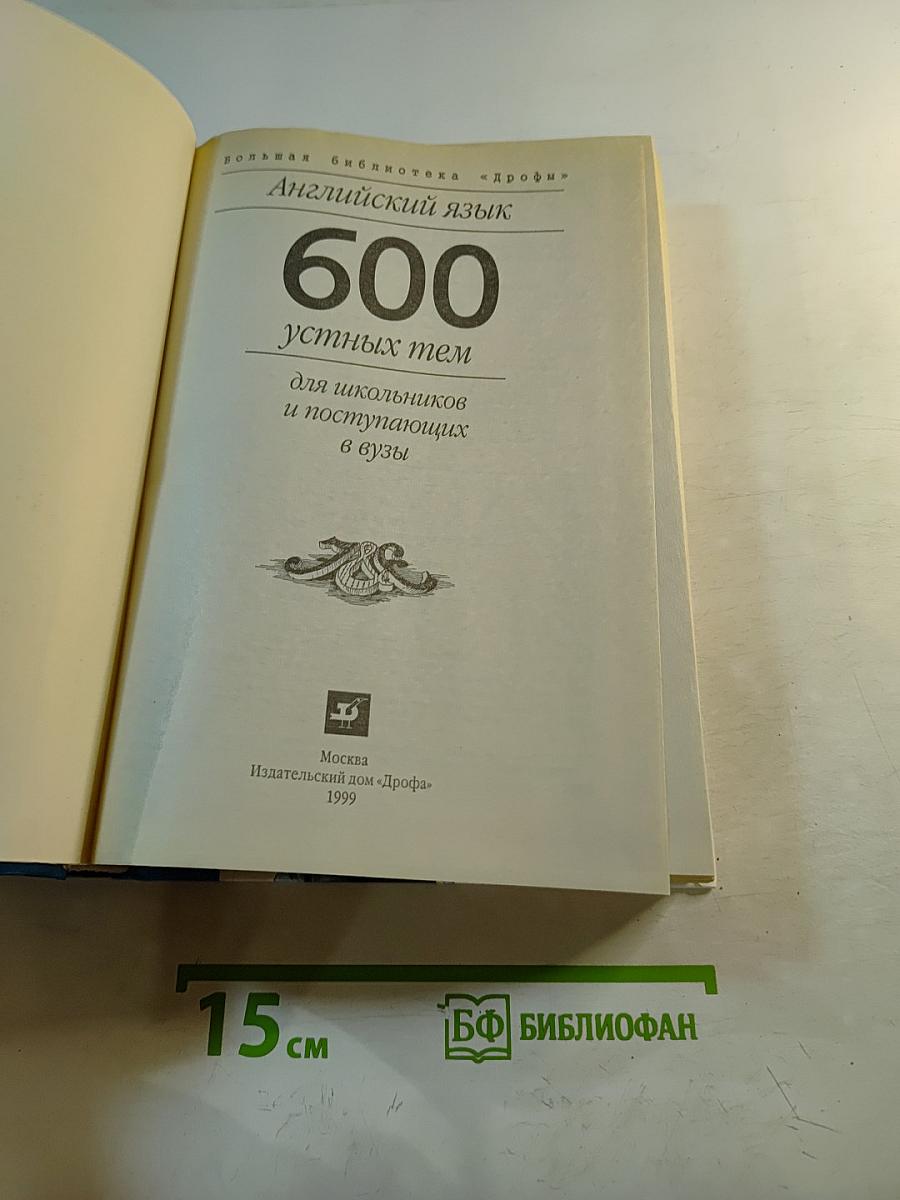 Большая библиотека «Дрофы»
Английский язык
600
устных тем
для школьников
и поступающих
в вузы
Москва
Издательский дом «Дрофа»
1999
15 см
БФ БИБЛИОФАН